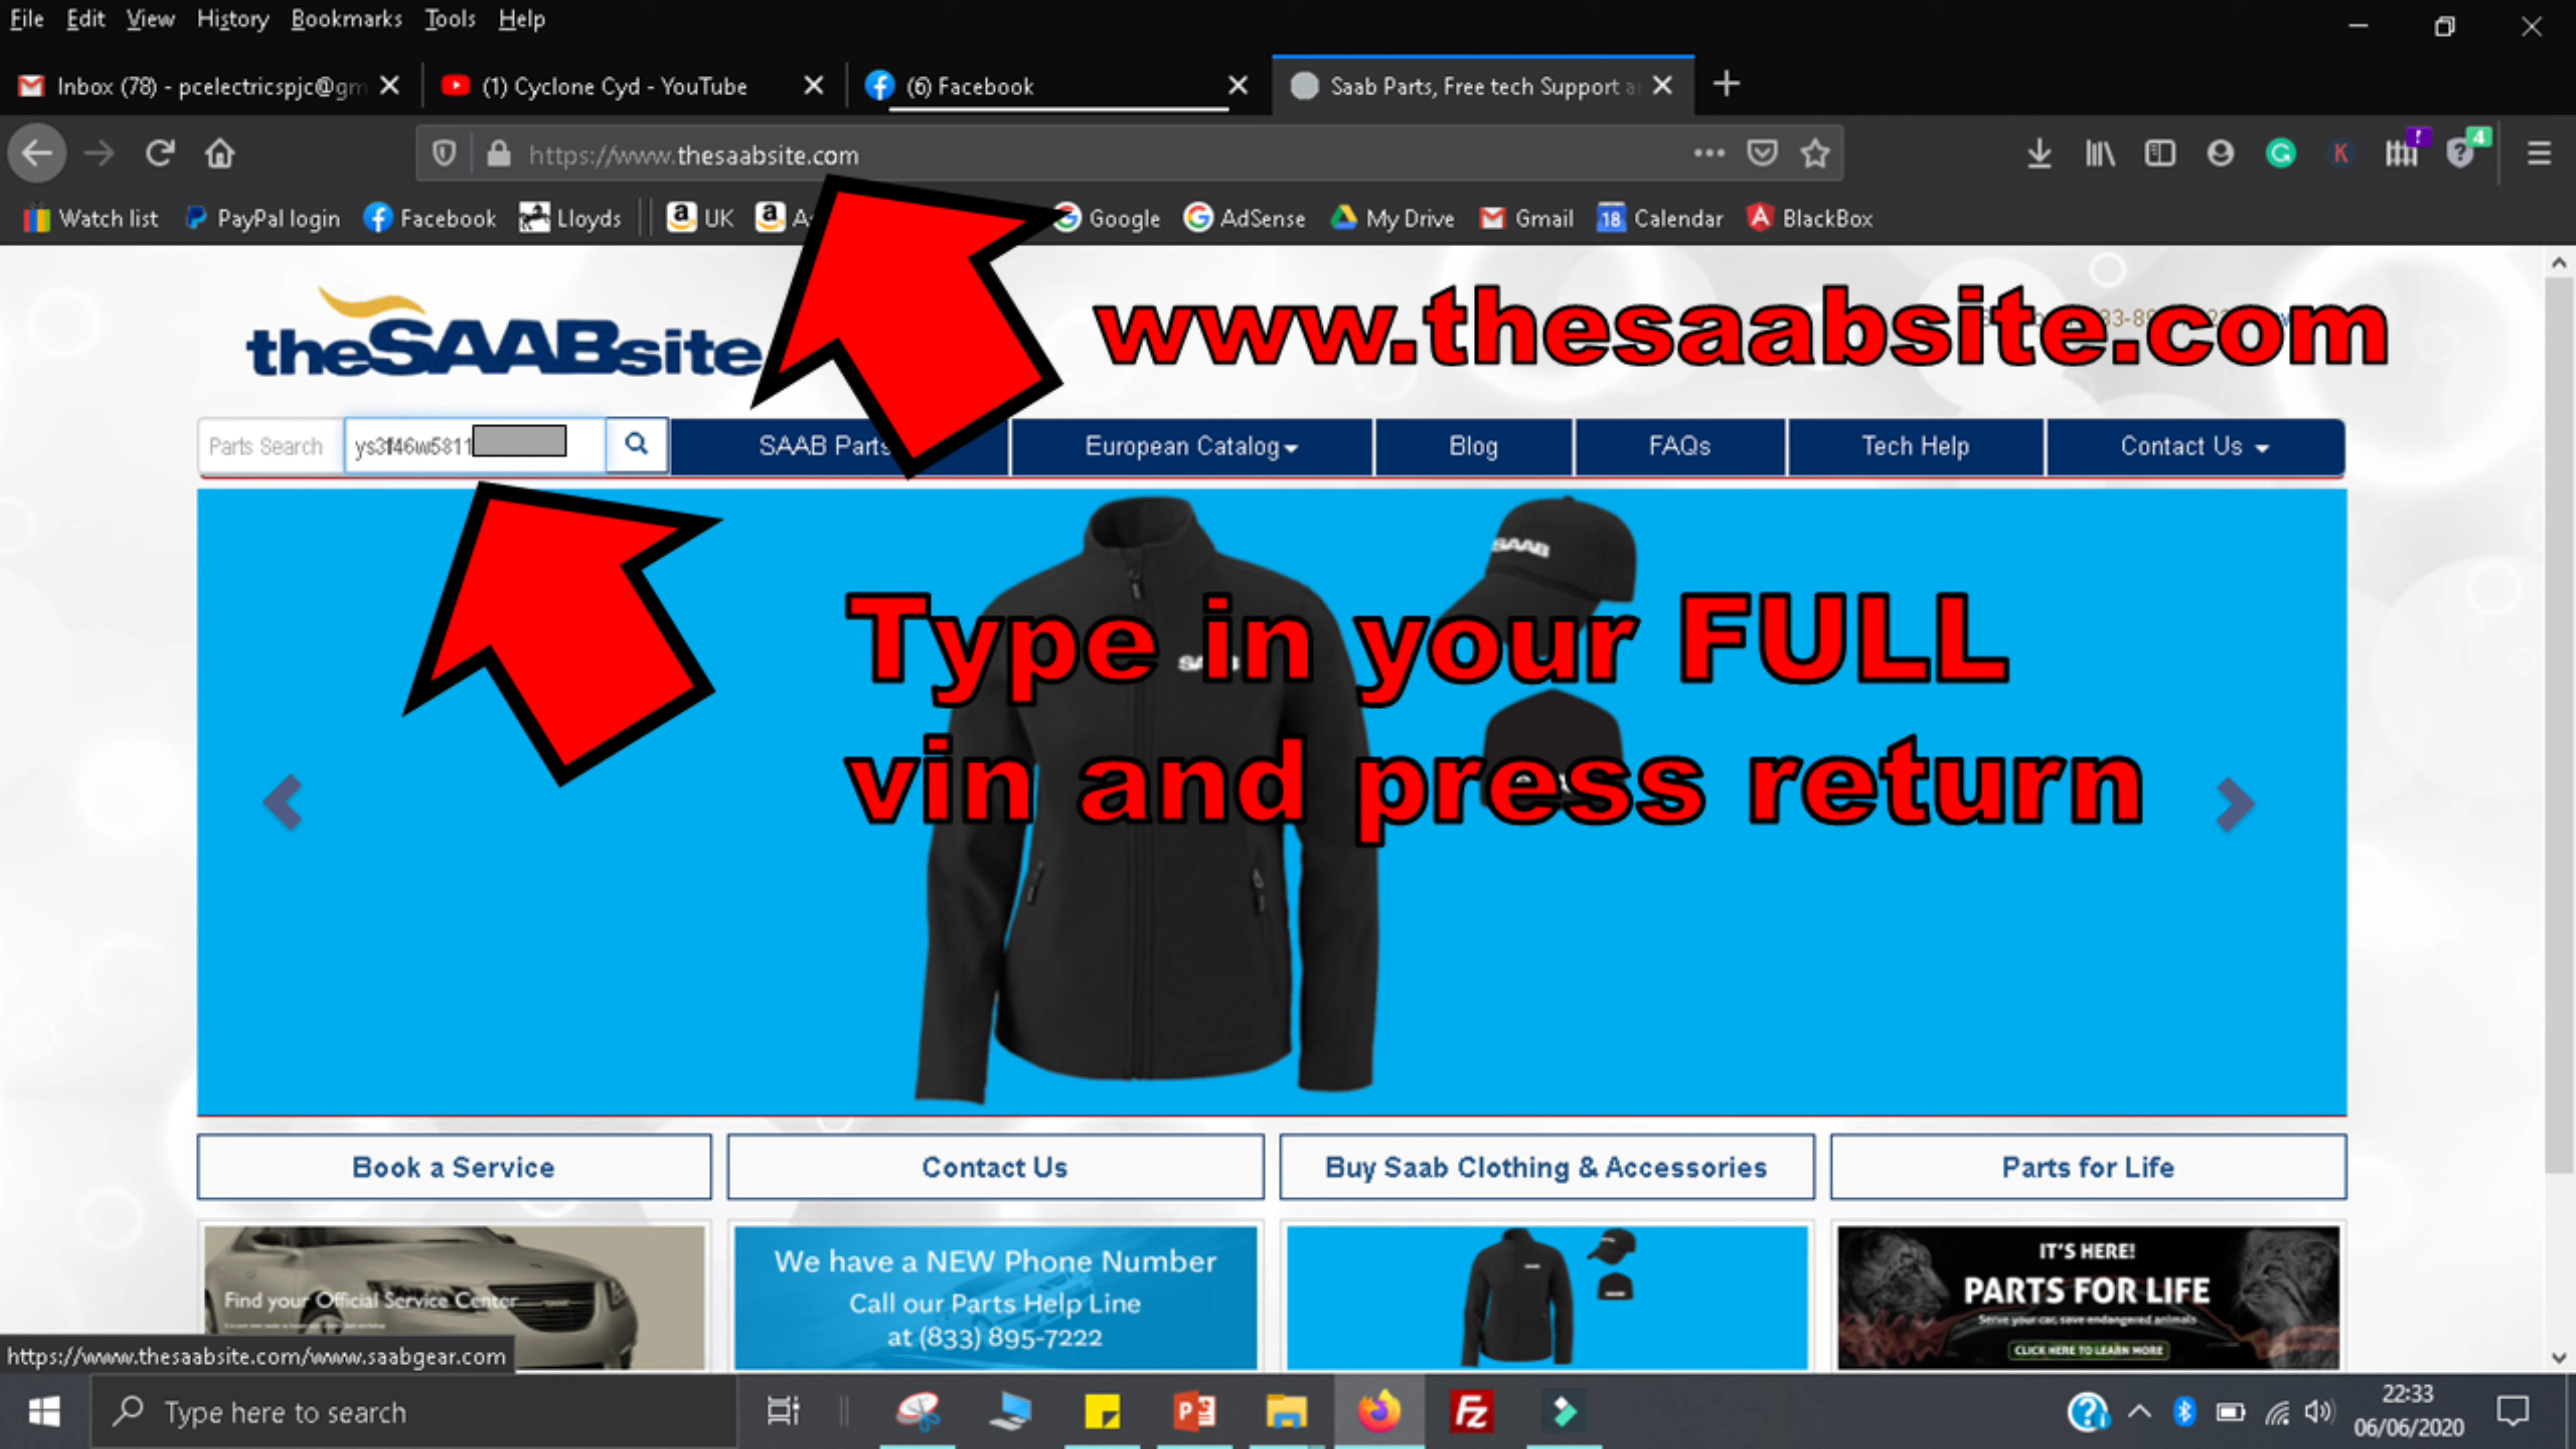 File Edit View History Bookmarks Tools Help
Inbox (78) - pcelectricspjc@gm
(1) Cyclone Cyd - YouTube
(6) Facebook
Saab Parts, Free tech Support a
https://www.thesaabsite.com
Watch list PayPal login Facebook Lloyds UK Google AdSense My Drive Gmail 18 Calendar BlackBox
theSAABsite
www.thesaabsite.com
Parts Search ys3f46w5811
SAAB Parts European Catalog Blog FAQs Tech Help Contact Us
SAAB
Type in your FULL
vin and press return
Book a Service Contact Us Buy Saab Clothing & Accessories Parts for Life
Find your Official Service Center
We have a NEW Phone Number
Call our Parts Help Line
at (833) 895-7222
IT'S HERE!
PARTS FOR LIFE
Serve your car, save endangered animals
CLICK HERE TO LEARN MORE
https://www.thesaabsite.com/www.saabgear.com
Type here to search
22:33
06/06/2020